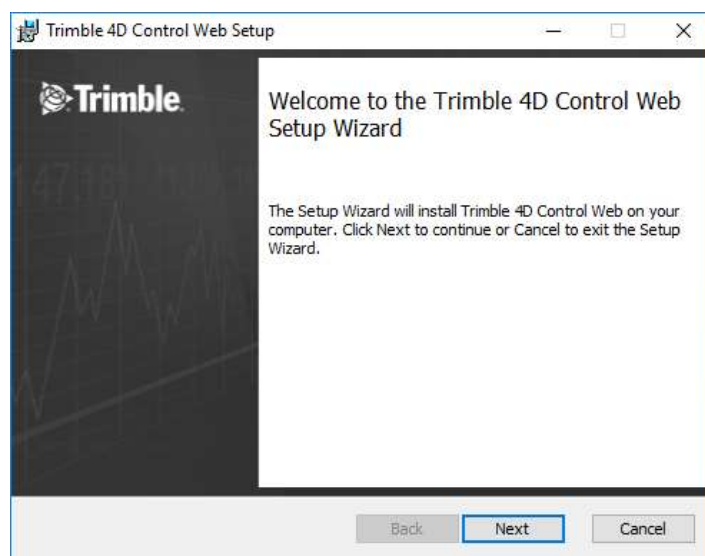 Trimble 4D Control Web Setup
Trimble
Welcome to the Trimble 4D Control Web
Setup Wizard
The Setup Wizard will install Trimble 4D Control Web on your
computer. Click Next to continue or Cancel to exit the Setup
Wizard.
Back
Next
Cancel